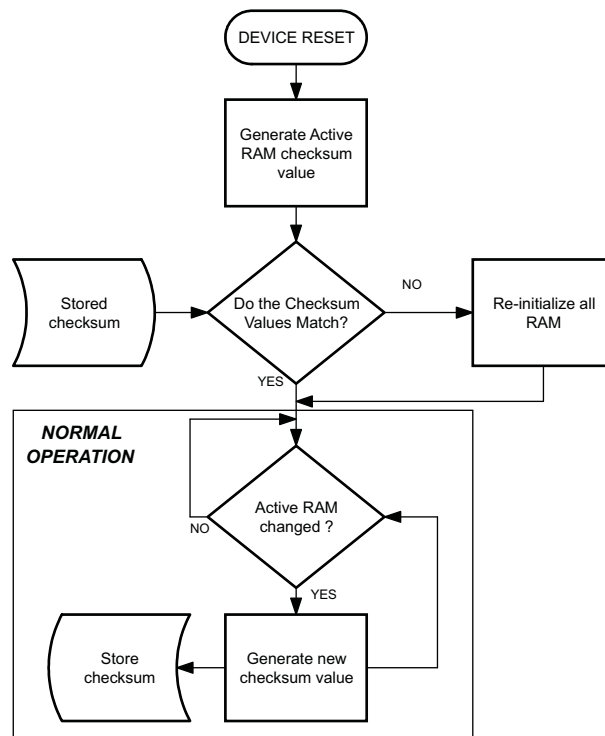 DEVICE RESET
Generate Active
RAM checksum
value
Stored
checksum
Do the Checksum
Values Match?
NO
Re-initialize all
RAM
YES
NORMAL
OPERATION
Active RAM
changed ?
NO
YES
Store
checksum
Generate new
checksum value